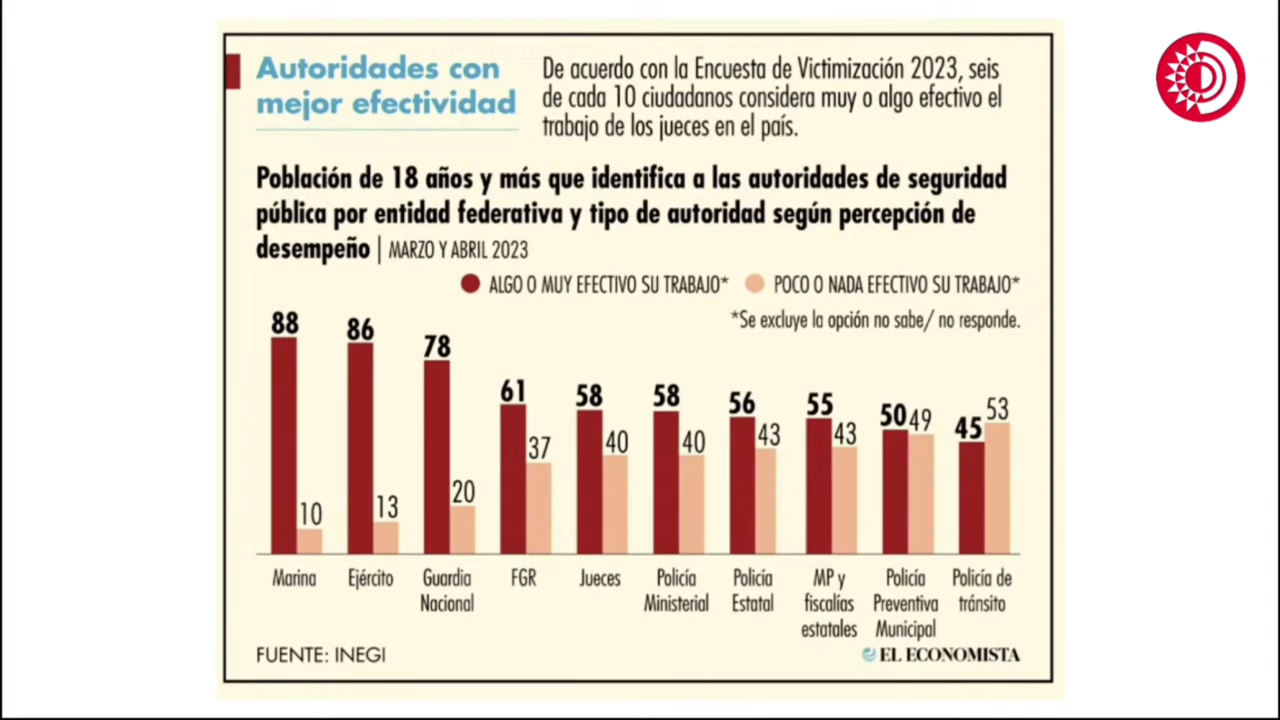 Autoridades con
mejor efectividad
De acuerdo con la Encuesta de Victimización 2023, seis
de cada 10 ciudadanos considera muy o algo efectivo el
trabajo de los jueces en el país.
Población de 18 años y más que identifica a las autoridades de seguridad
pública por entidad federativa y tipo de autoridad según percepción de
desempeño | MARZO Y ABRIL 2023
ALGO O MUY EFECTIVO SU TRABAJO* POCO O NADA EFECTIVO SU TRABAJO*
*Se excluye la opción no sabe/ no responde.
88 10 86 13 78 20 61 37 58 40 58 40 56 43 55 43 50 49 45 53
Marina
Ejército
Guardia
Nacional
FGR
Jueces
Policía
Ministerial
Policía
Estatal
MP y
fiscalías
estatales
Policía
Preventiva
Municipal
Policía de
tránsito
FUENTE: INEGI
EL ECONOMISTA